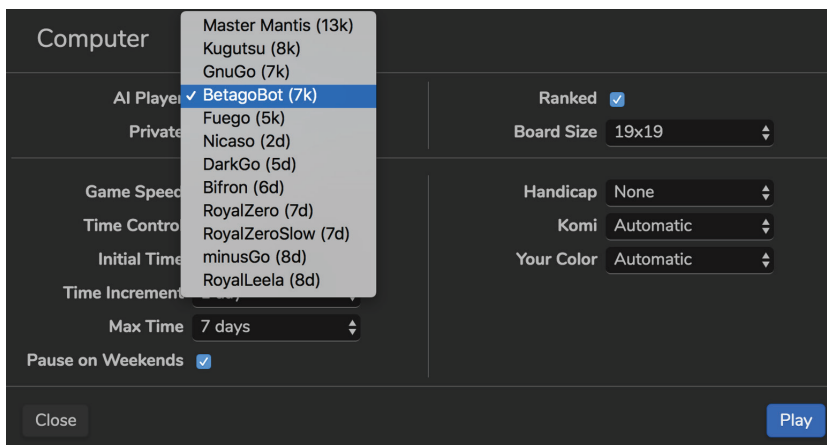 Computer
Master Mantis (13k)
Kugutsu (8k)
GnuGo (7k)
✓ BetagoBot (7k)
Fuego (5k)
Nicaso (2d)
DarkGo (5d)
Bifron (6d)
RoyalZero (7d)
RoyalZeroSlow (7d)
minusGo (8d)
RoyalLeela (8d)
AI Player
Private
Ranked
Board Size 19x19
Game Speed
Time Control
Initial Time
Time Increment
Max Time 7 days
Pause on Weekends
Handicap None
Komi Automatic
Your Color Automatic
Close
Play